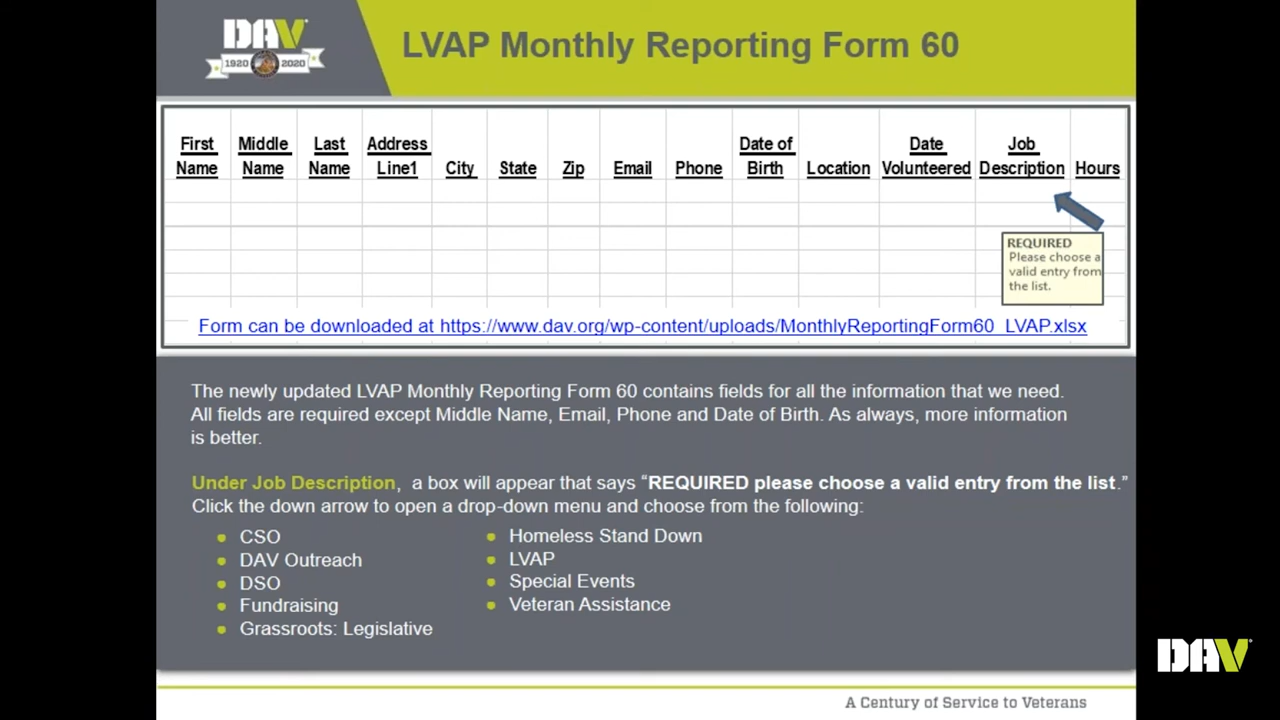 DAV
1920 2020
LVAP Monthly Reporting Form 60
First Name
Middle Name
Last Name
Address Line1
City
State
Zip
Email
Phone
Date of Birth
Location
Date Volunteered
Job Description
Hours
REQUIRED
Please choose a
valid entry from
the list.
Form can be downloaded at https://www.dav.org/wp-content/uploads/MonthlyReportingForm60_LVAP.xlsx
The newly updated LVAP Monthly Reporting Form 60 contains fields for all the information that we need.
All fields are required except Middle Name, Email, Phone and Date of Birth. As always, more information
is better.
Under Job Description, a box will appear that says “REQUIRED please choose a valid entry from the list.”
Click the down arrow to open a drop-down menu and choose from the following:
CSO
DAV Outreach
DSO
Fundraising
Grassroots: Legislative
Homeless Stand Down
LVAP
Special Events
Veteran Assistance
DAV
A Century of Service to Veterans